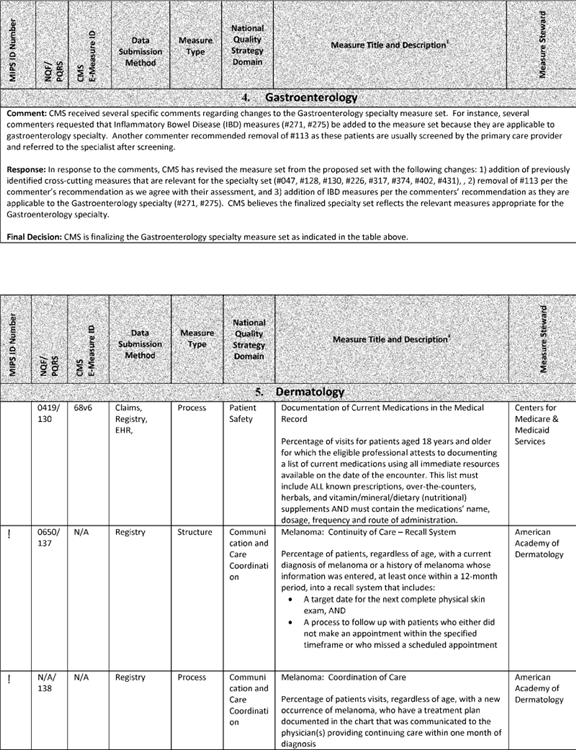 MIPS ID Number
NQF/
PQRS
CMS
E-Measure ID
Data
Submission
Method
Measure
Type
National
Quality
Strategy
Domain
Measure Title and Description*
Measure Steward
4. Gastroenterology
Comment: CMS received several specific comments regarding changes to the Gastroenterology specialty measure set. For instance, several
commenters requested that Inflammatory Bowel Disease (IBD) measures (#271, #275) be added to the measure set because they are applicable to
gastroenterology specialty. Another commenter recommended removal of #113 as these patients are usually screened by the primary care provider
and referred to the specialist after screening.
Response: In response to the comments, CMS has revised the measure set from the proposed set with the following changes: 1) addition of previously
identified cross-cutting measures that are relevant for the specialty set (#047, #128, #130, #226, #317, #374, #402, #431), , 2) removal of #113 per the
commenter's recommendation as we agree with their assessment, and 3) addition of IBD measures per the commenters' recommendation as they are
applicable to the Gastroenterology specialty (#271, #275). CMS believes the finalized specialty set reflects the relevant measures appropriate for the
Gastroenterology specialty.
Final Decision: CMS is finalizing the Gastroenterology specialty measure set as indicated in the table above.
MIPS ID Number
NQF/
PQRS
CMS
E-Measure ID
Data
Submission
Method
Measure
Type
National
Quality
Strategy
Domain
Measure Title and Description*
Measure Steward
5. Dermatology
0419/
130
68v6
Claims,
Registry,
EHR,
Process
Patient
Safety
Documentation of Current Medications in the Medical
Record
Percentage of visits for patients aged 18 years and older
for which the eligible professional attests to documenting
a list of current medications using all immediate resources
available on the date of the encounter. This list must
include ALL known prescriptions, over-the-counters,
herbals, and vitamin/mineral/dietary (nutritional)
supplements AND must contain the medications' name,
dosage, frequency and route of administration.
Centers for
Medicare &
Medicaid
Services
!
0650/
137
N/A
Registry
Structure
Communi
cation and
Care
Coordinati
on
Melanoma: Continuity of Care – Recall System
Percentage of patients, regardless of age, with a current
diagnosis of melanoma or a history of melanoma whose
information was entered, at least once within a 12-month
period, into a recall system that includes:
• A target date for the next complete physical skin
exam, AND
• A process to follow up with patients who either did
not make an appointment within the specified
timeframe or who missed a scheduled appointment
American
Academy of
Dermatology
!
N/A/
138
N/A
Registry
Process
Communi
cation and
Care
Coordinati
on
Melanoma: Coordination of Care
Percentage of patients visits, regardless of age, with a new
occurrence of melanoma, who have a treatment plan
documented in the chart that was communicated to the
physician(s) providing continuing care within one month of
diagnosis
American
Academy of
Dermatology